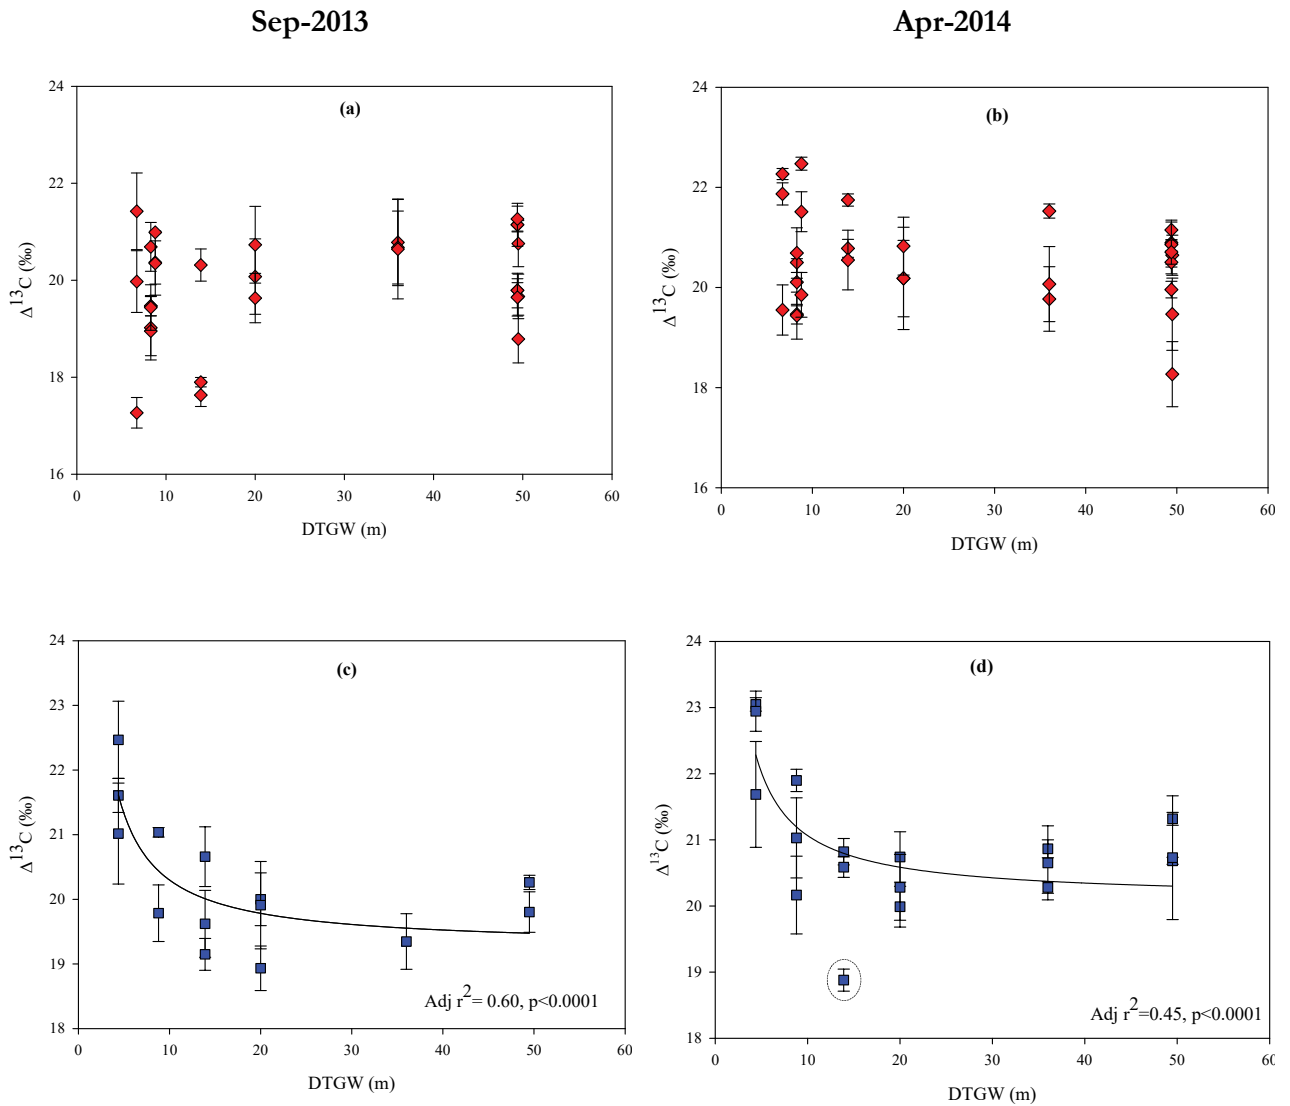 Sep-2013
Apr-2014
(a)
24
22
20
18
16
0 10 20 30 40 50 60
Δ13C (‰)
DTGW (m)
(b)
24
22
20
18
16
0 10 20 30 40 50 60
Δ13C (‰)
DTGW (m)
(c)
24
23
22
21
20
19
18
0 10 20 30 40 50 60
Δ13C (‰)
Adj r2= 0.60, p<0.0001
DTGW (m)
(d)
24
23
22
21
20
19
18
0 10 20 30 40 50 60
Δ13C (‰)
Adj r2=0.45, p<0.0001
DTGW (m)